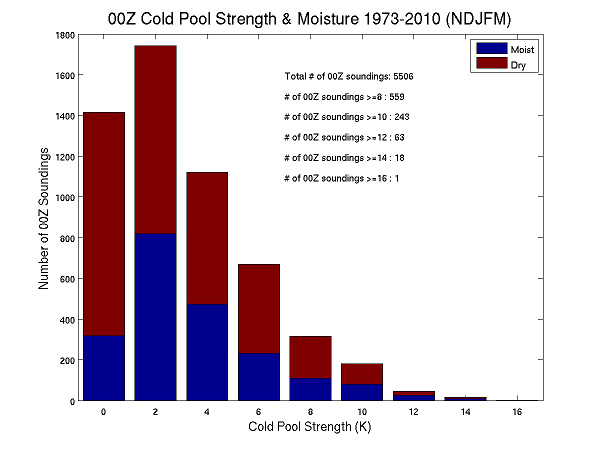 00Z Cold Pool Strength & Moisture 1973-2010 (NDJFM)
Moist
Dry
Total # of 00Z soundings: 5506
# of 00Z soundings >=8 : 559
# of 00Z soundings >=10 : 243
# of 00Z soundings >=12 : 63
# of 00Z soundings >=14 : 18
# of 00Z soundings >=16 : 1
Number of 00Z Soundings
1800
1600
1400
1200
1000
800
600
400
200
0
0 2 4 6 8 10 12 14 16
Cold Pool Strength (K)